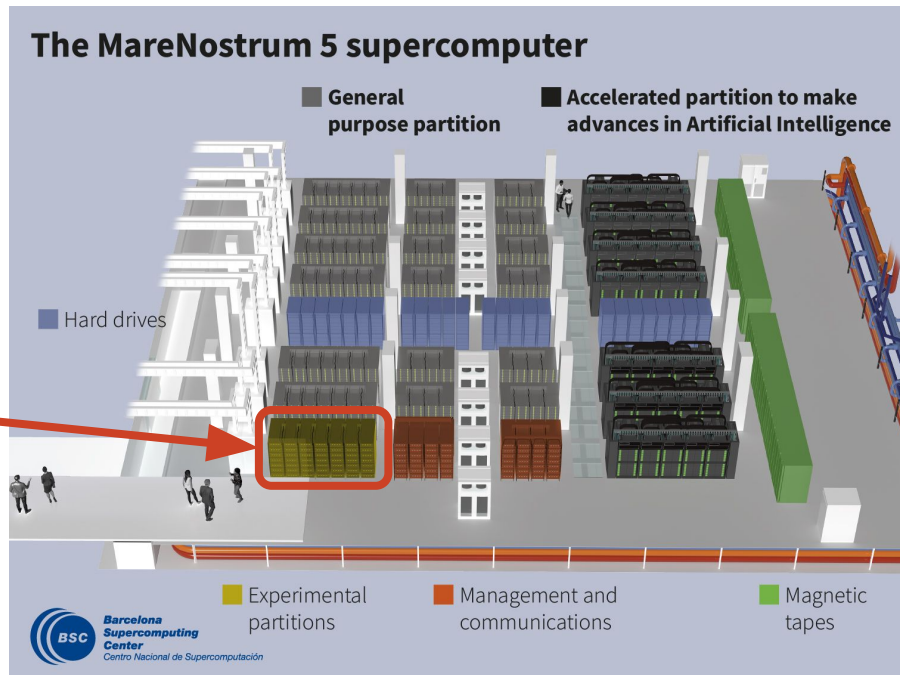 The MareNostrum 5 supercomputer
General
purpose partition
Accelerated partition to make
advances in Artificial Intelligence
Hard drives
Experimental
partitions
Management and
communications
Magnetic
tapes
BSC
Barcelona
Supercomputing
Center
Centro Nacional de Supercomputación